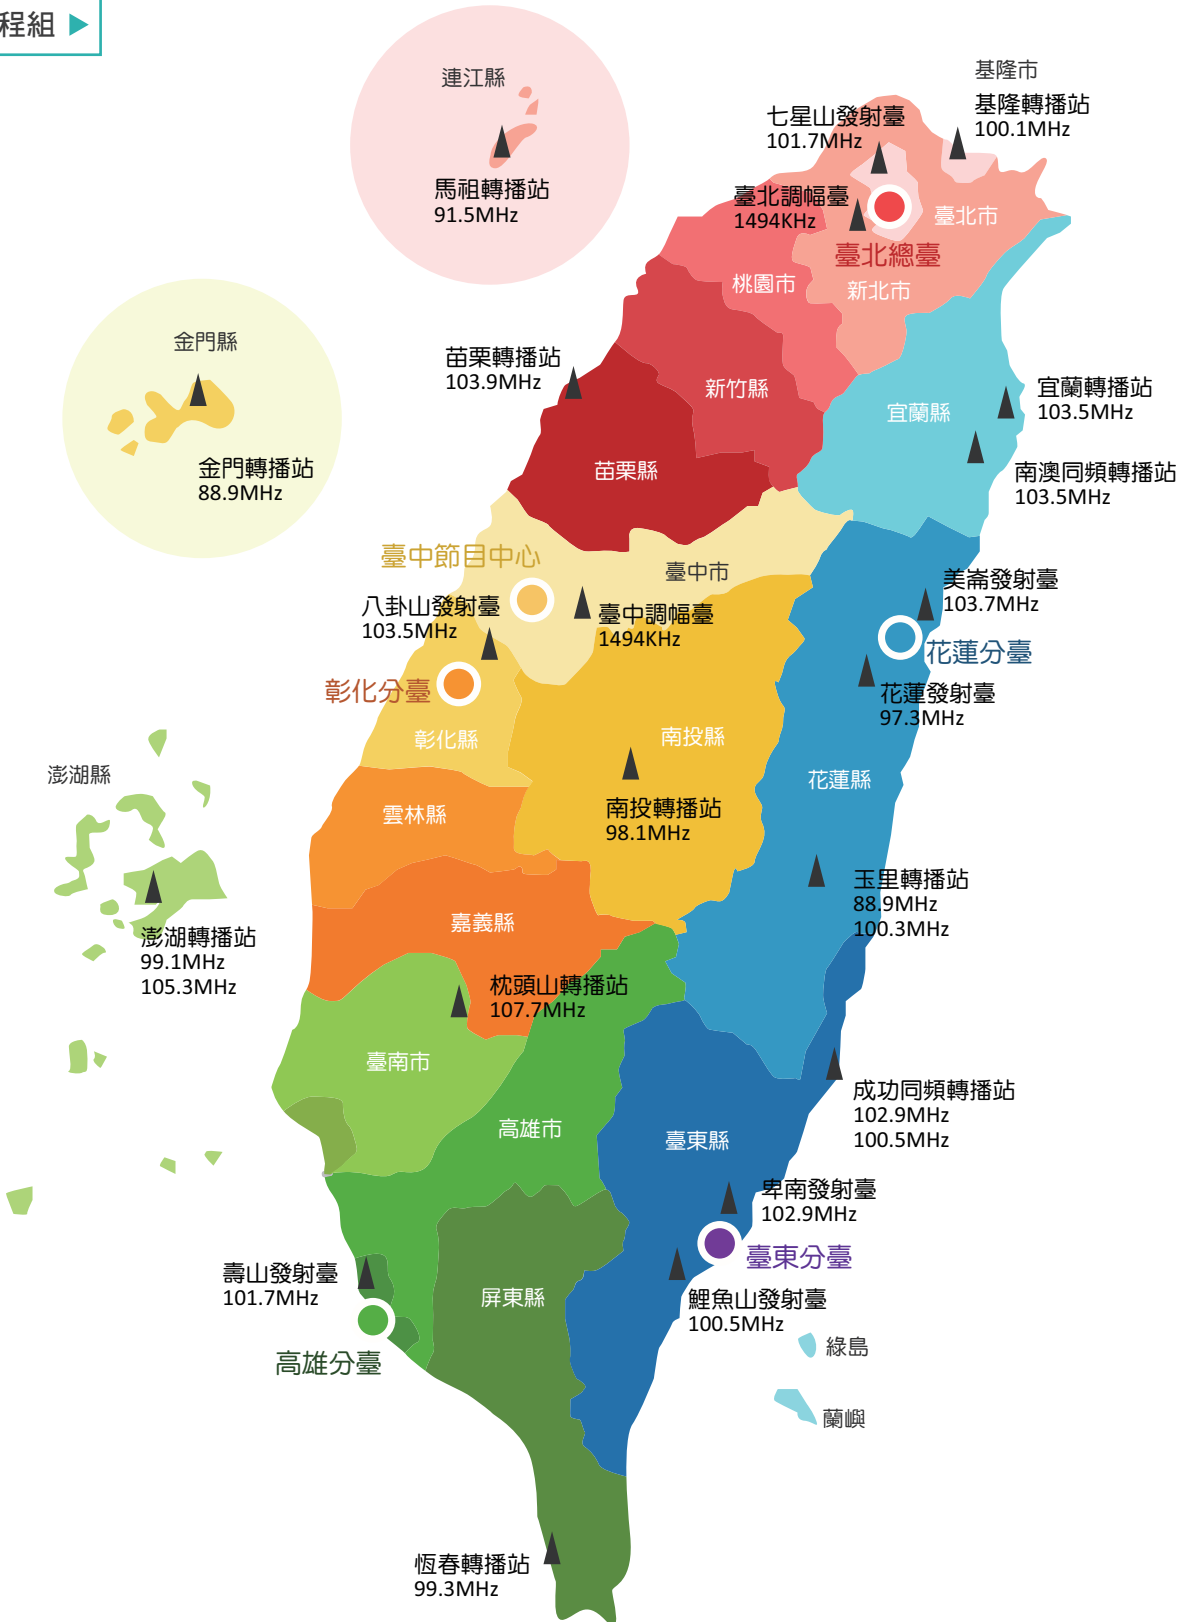 程組
連江縣
馬祖轉播站
91.5MHz
基隆市
基隆轉播站
100.1MHz
七星山發射臺
101.7MHz
臺北調幅臺
1494KHz
臺北市
臺北總臺
新北市
桃園市
金門縣
金門轉播站
88.9MHz
苗栗轉播站
103.9MHz
新竹縣
苗栗縣
宜蘭縣
宜蘭轉播站
103.5MHz
南澳同頻轉播站
103.5MHz
臺中節目中心
臺中市
八卦山發射臺
103.5MHz
臺中調幅臺
1494KHz
美崙發射臺
103.7MHz
花蓮分臺
花蓮發射臺
97.3MHz
彰化分臺
彰化縣
南投縣
南投轉播站
98.1MHz
花蓮縣
澎湖縣
雲林縣
玉里轉播站
88.9MHz
100.3MHz
澎湖轉播站
99.1MHz
105.3MHz
嘉義縣
枕頭山轉播站
107.7MHz
臺南市
高雄市
臺東縣
成功同頻轉播站
102.9MHz
100.5MHz
卑南發射臺
102.9MHz
臺東分臺
鯉魚山發射臺
100.5MHz
壽山發射臺
101.7MHz
高雄分臺
屏東縣
綠島
蘭嶼
恆春轉播站
99.3MHz